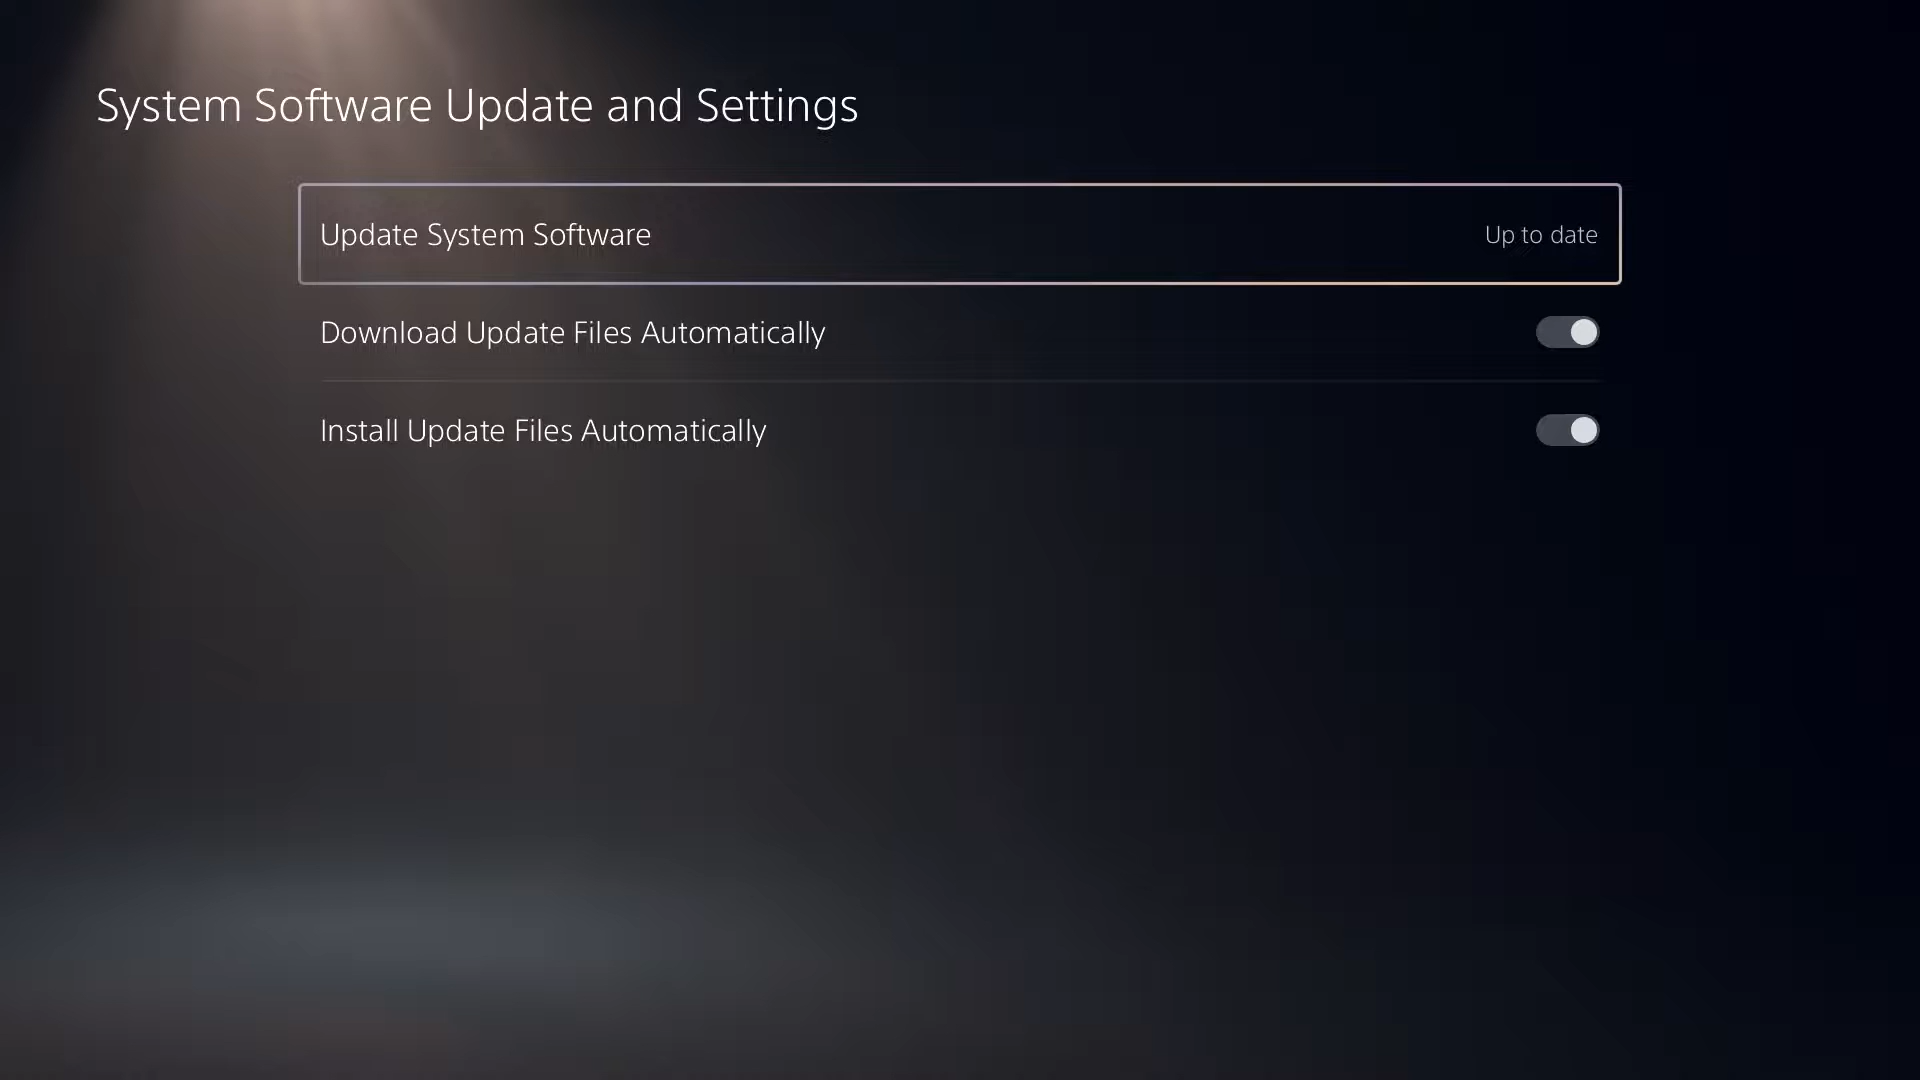 System Software Update and Settings
Update System Software
Up to date
Download Update Files Automatically
Install Update Files Automatically